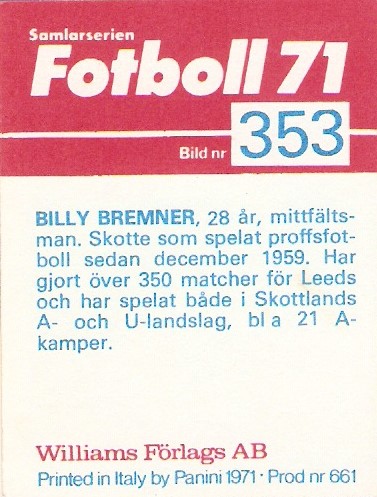 Samlarserien
Fotboll 71
Bild nr 353
BILLY BREMNER, 28 år, mittfälts-
man. Skotte som spelat proffsfot-
boll sedan december 1959. Har
gjort över 350 matcher för Leeds
och har spelat både i Skottlands
A- och U-landslag, bl a 21 A-
kamper.
Williams Förlags AB
Printed in Italy by Panini 1971 · Prod nr 661